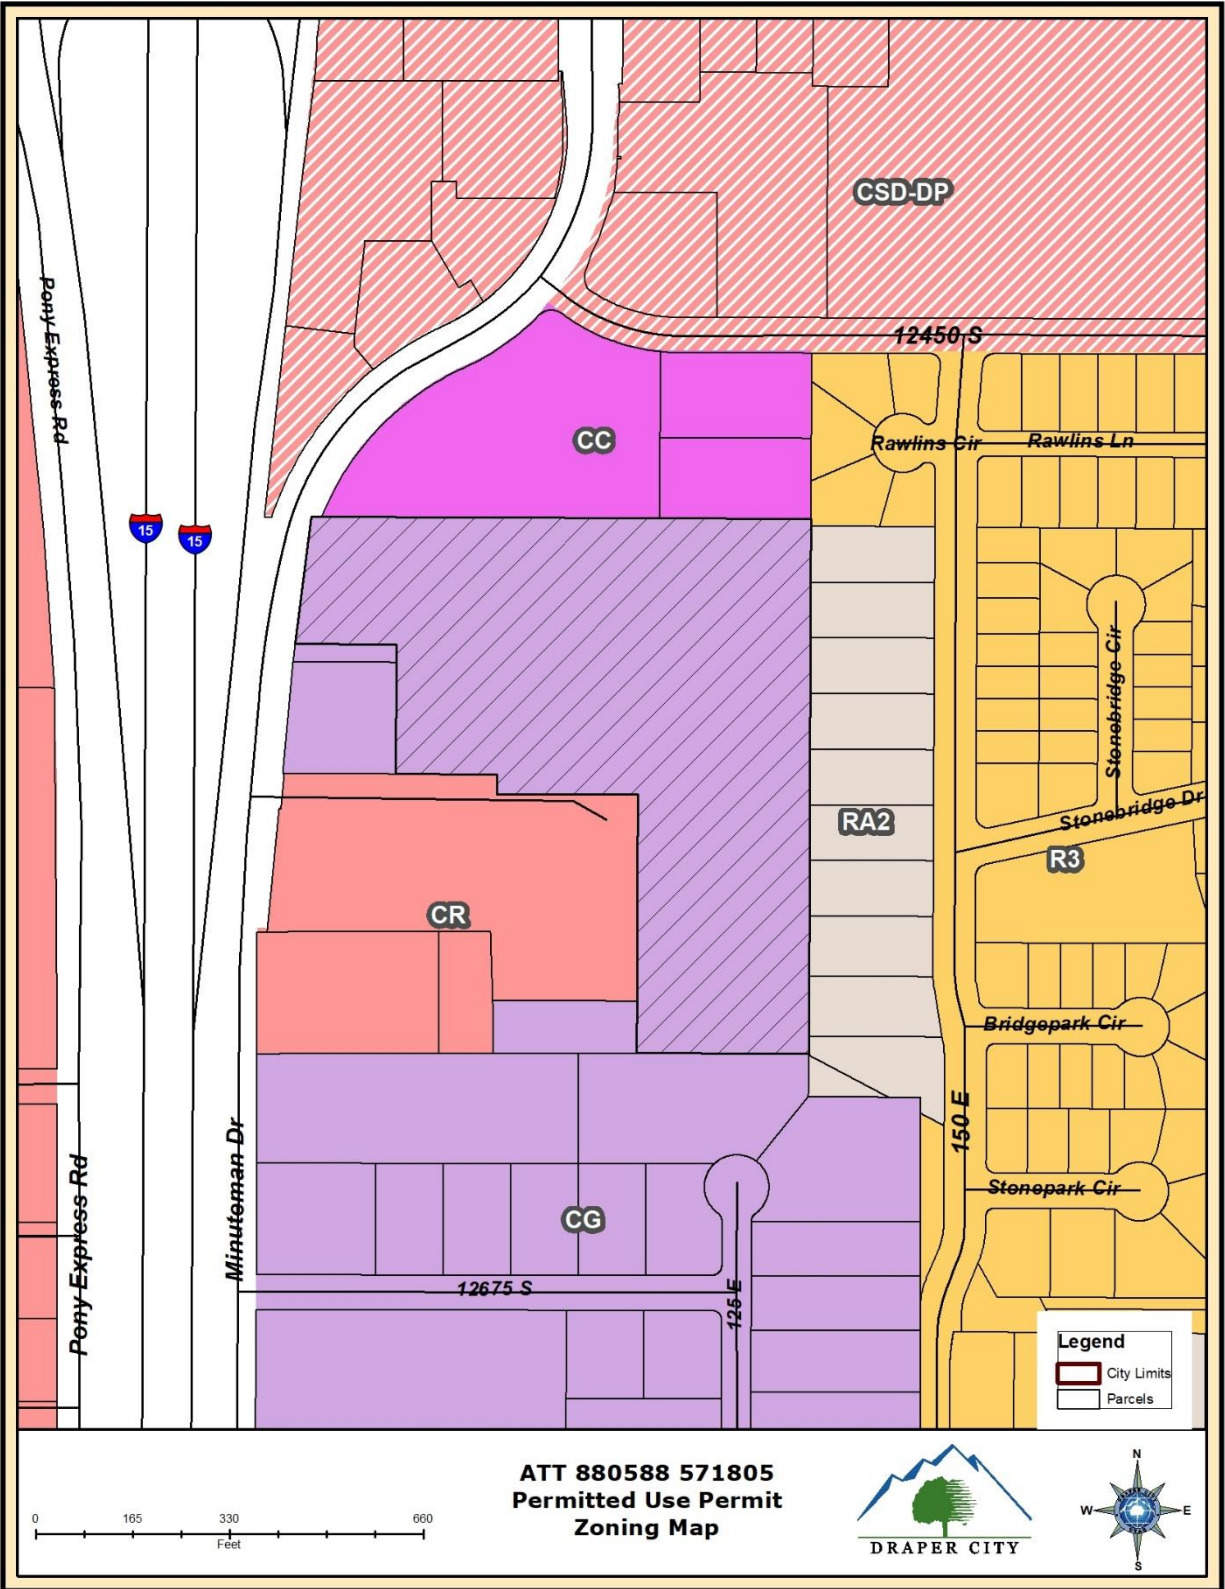 CSD-DP
Pony Express Rd
12450 S
CC
Rawlins Cir
Rawlins Ln
15
15
Stonebridge Cir
Stonebridge Dr
RA2
R3
CR
Bridgepark Cir
150 E
Minuteman Dr
Pony Express Rd
Stonepark Cir
CG
12675 S
125 E
Legend
City Limits
Parcels
ATT 880588 571805
Permitted Use Permit
Zoning Map
0 165 330 660
Feet
DRAPER CITY
N
W E
S